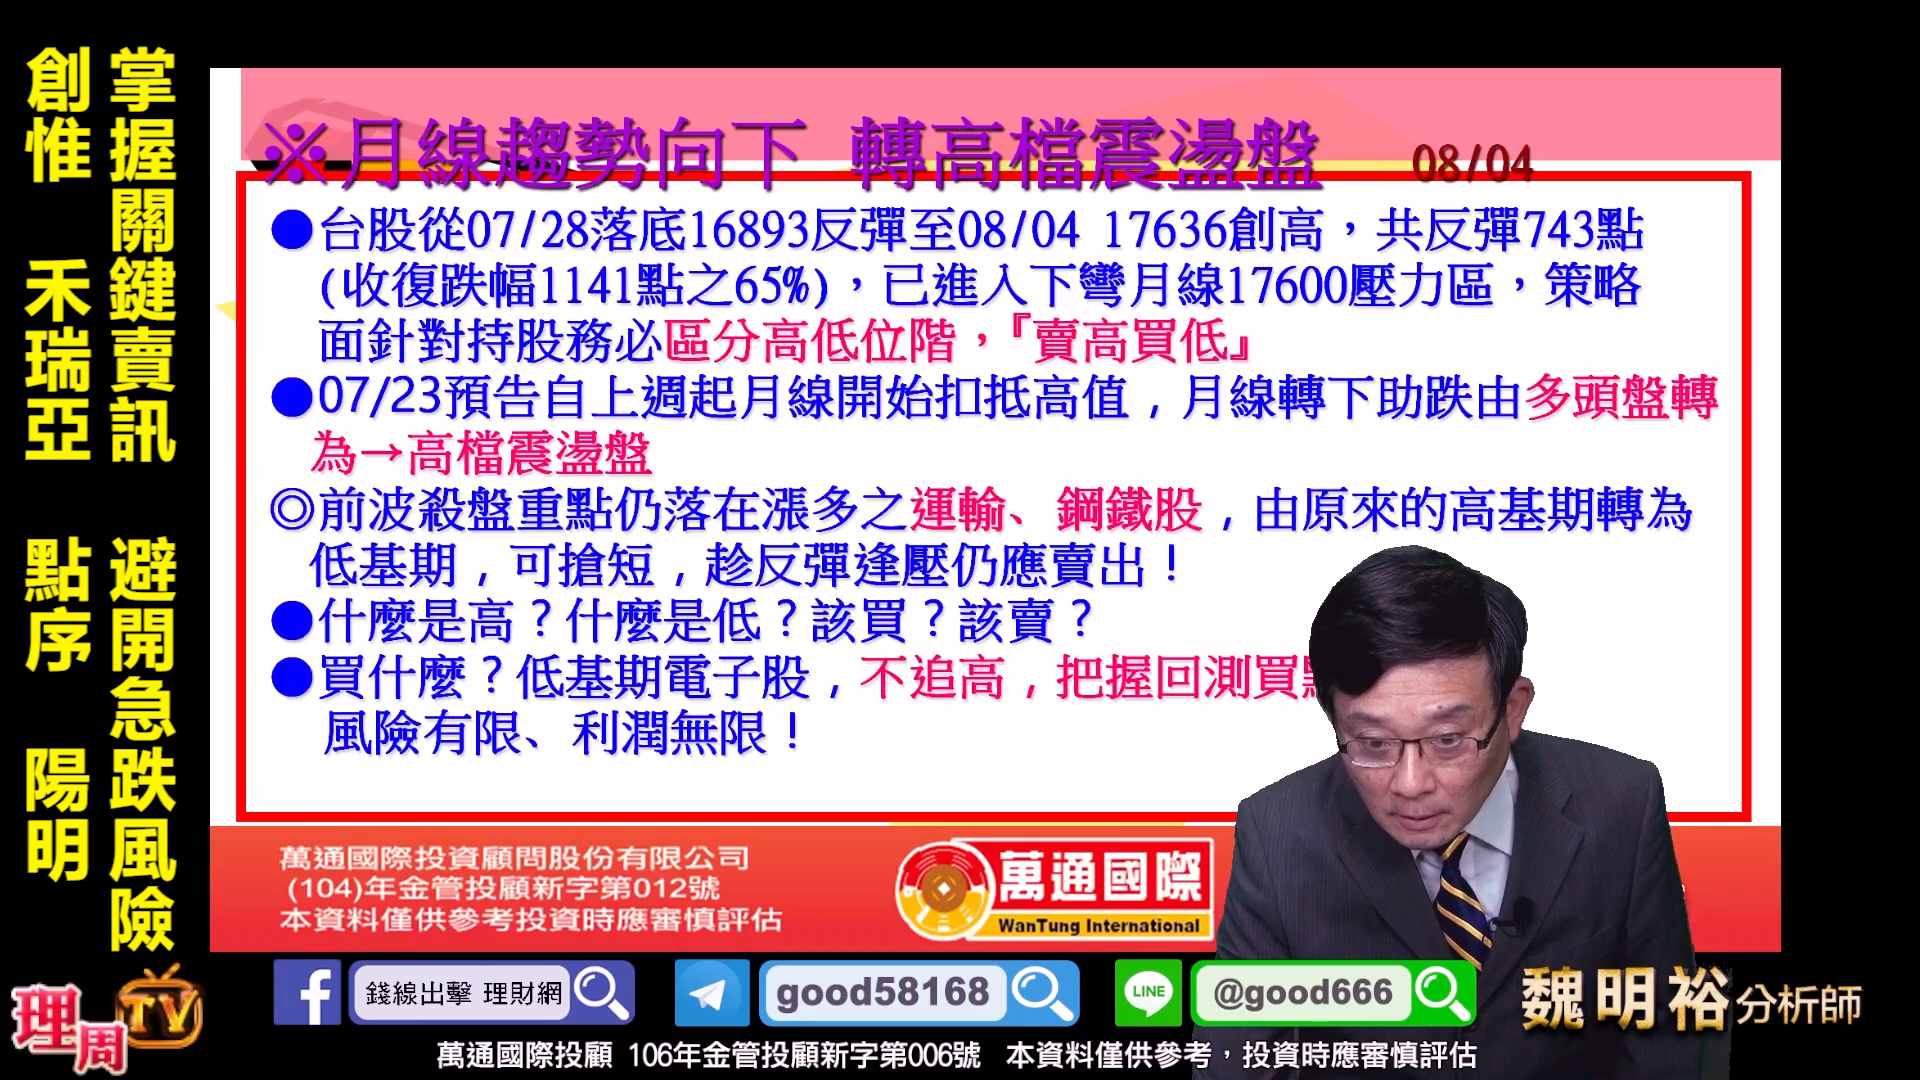 掌握關鍵賣訊 避開急跌風險
創惟 禾瑞亞 點序 陽明
※月線趨勢向下 轉高檔震盪盤 08/04
●台股從07/28落底16893反彈至08/04 17636創高，共反彈743點
(收復跌幅1141點之65%)，已進入下彎月線17600壓力區，策略
面針對持股務必區分高低位階，『賣高買低』
●07/23預告自上週起月線開始扣抵高值，月線轉下助跌由多頭盤轉
為→高檔震盪盤
◎前波殺盤重點仍落在漲多之運輸、鋼鐵股，由原來的高基期轉為
低基期，可搶短，趁反彈逢壓仍應賣出！
●什麼是高？什麼是低？該買？該賣？
●買什麼？低基期電子股，不追高，把握回測買
風險有限、利潤無限！
萬通國際投資顧問股份有限公司
(104)年金管投顧新字第012號
本資料僅供參考投資時應審慎評估
萬通國際
WanTung International
理周TV
f 錢線出擊 理財網
good58168
LINE @good666
魏明裕分析師
萬通國際投顧 106年金管投顧新字第006號 本資料僅供參考，投資時應審慎評估